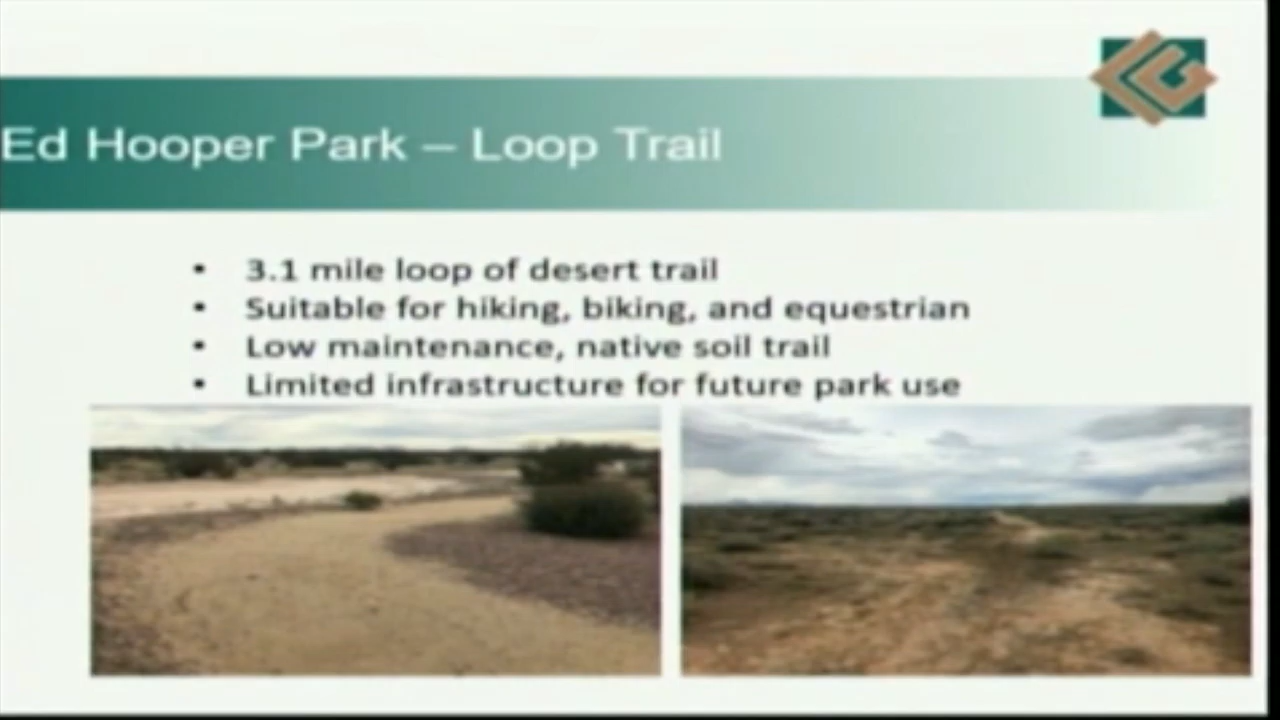 Ed Hooper Park – Loop Trail
• 3.1 mile loop of desert trail
• Suitable for hiking, biking, and equestrian
• Low maintenance, native soil trail
• Limited infrastructure for future park use